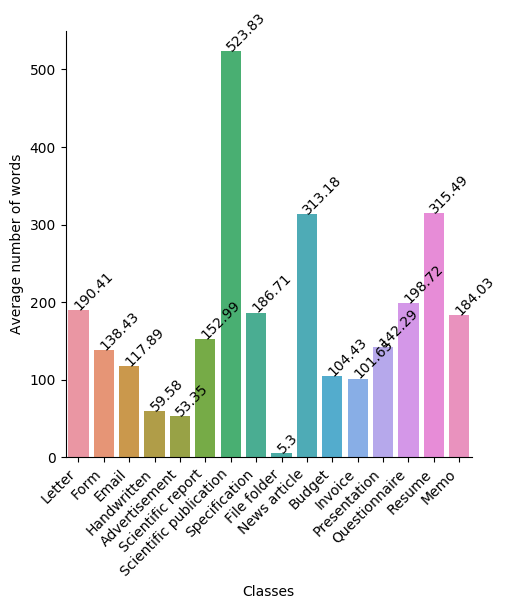 Average number of words
500
400
300
200
100
0
190.41
138.43
117.89
59.58
53.35
152.99
523.83
186.71
5.3
313.18
104.43
101.65
142.29
198.72
315.49
184.03
Letter
Form
Email
Handwritten
Advertisement
Scientific report
Scientific publication
Specification
File folder
News article
Budget
Invoice
Presentation
Questionnaire
Resume
Memo
Classes